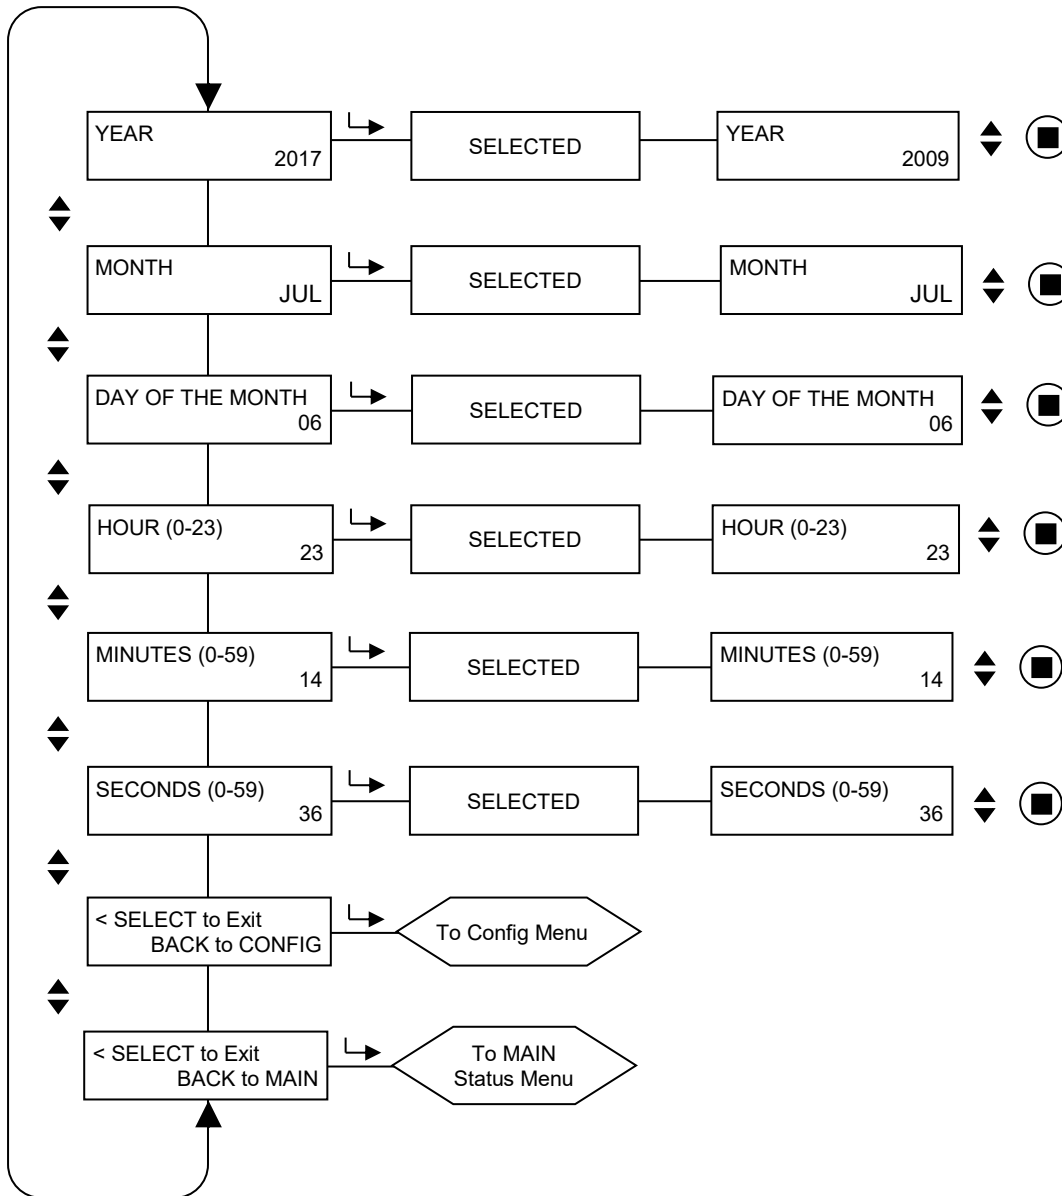 YEAR
2017
SELECTED
YEAR
2009
MONTH
JUL
SELECTED
MONTH
JUL
DAY OF THE MONTH
06
SELECTED
DAY OF THE MONTH
06
HOUR (0-23)
23
SELECTED
HOUR (0-23)
23
MINUTES (0-59)
14
SELECTED
MINUTES (0-59)
14
SECONDS (0-59)
36
SELECTED
SECONDS (0-59)
36
< SELECT to Exit
BACK to CONFIG
To Config Menu
< SELECT to Exit
BACK to MAIN
To MAIN
Status Menu